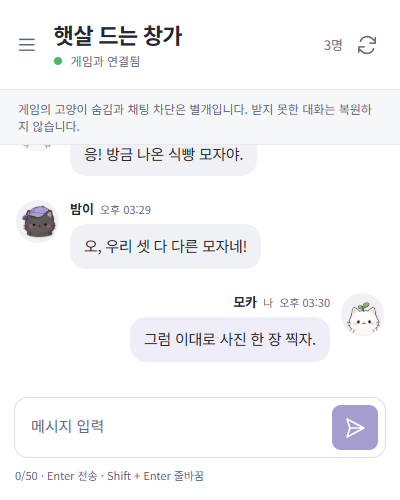 햇살 드는 창가
게임과 연결됨
3명
게임의 고양이 숨김과 채팅 차단은 별개입니다. 받지 못한 대화는 복원하
지 않습니다.
응! 방금 나온 식빵 모자야.
밤이 오후 03:29
오, 우리 셋 다 다른 모자네!
모카 나 오후 03:30
그럼 이대로 사진 한 장 찍자.
메시지 입력
0/50 · Enter 전송 · Shift + Enter 줄바꿈